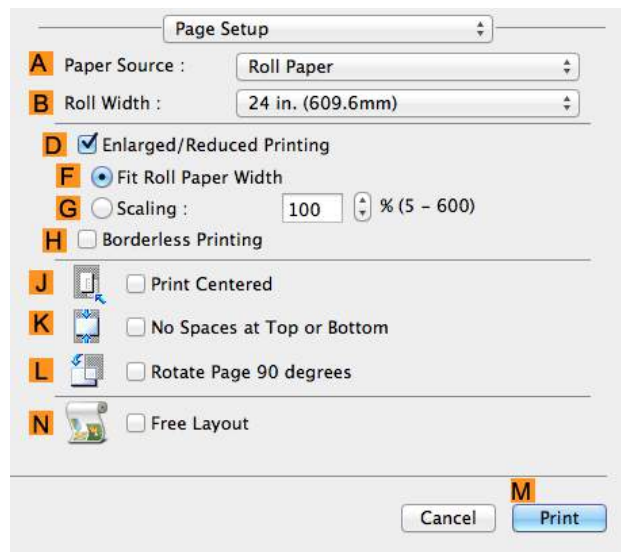 Page Setup
A Paper Source : Roll Paper
B Roll Width : 24 in. (609.6mm)
D Enlarged/Reduced Printing
F Fit Roll Paper Width
G Scaling : 100 % (5 – 600)
H Borderless Printing
J Print Centered
K No Spaces at Top or Bottom
L Rotate Page 90 degrees
N Free Layout
M
Cancel Print